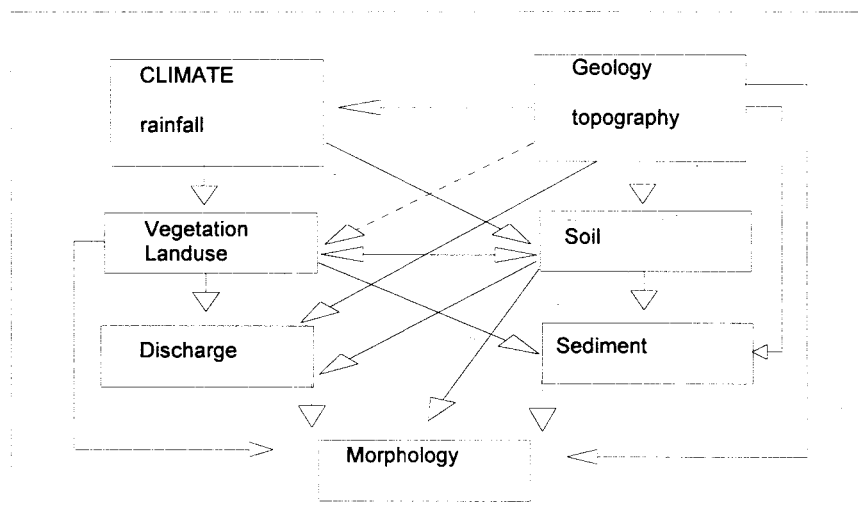 CLIMATE
rainfall
Geology
topography
Vegetation
Landuse
Soil
Discharge
Sediment
Morphology